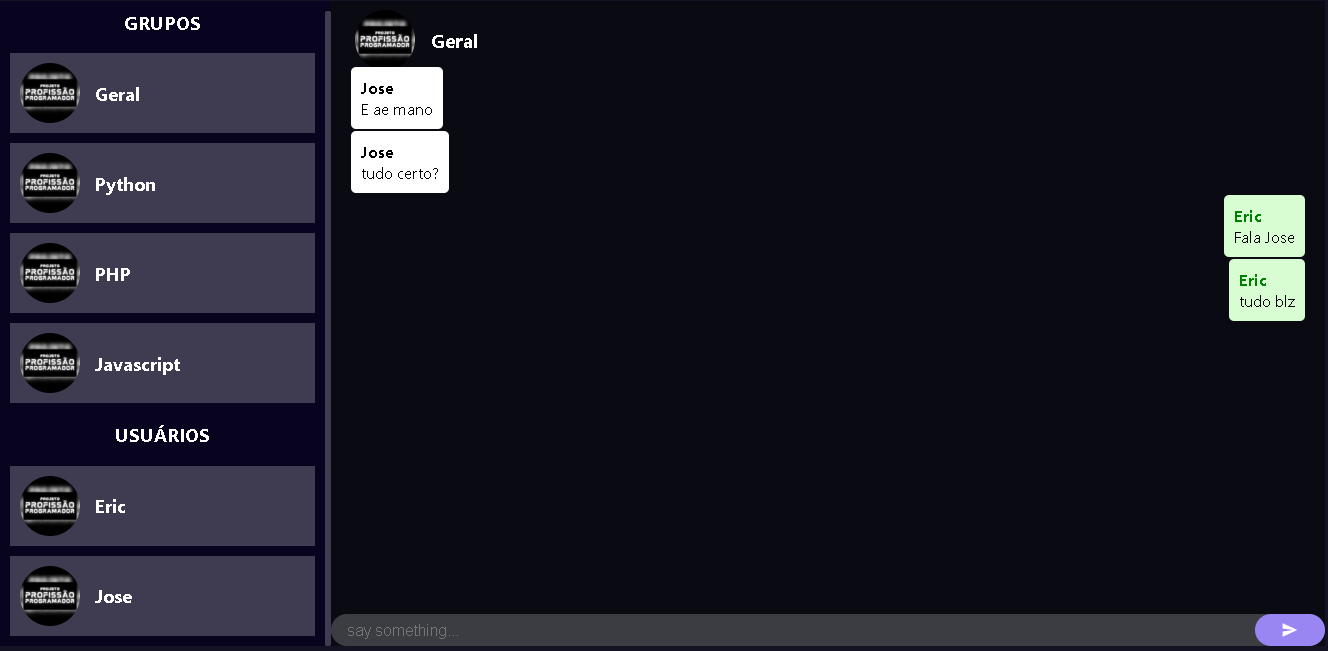 GRUPOS
PROJETO
PROFISSÃO
PROGRAMADOR
Geral
PROJETO
PROFISSÃO
PROGRAMADOR
Python
PROJETO
PROFISSÃO
PROGRAMADOR
PHP
PROJETO
PROFISSÃO
PROGRAMADOR
Javascript
USUÁRIOS
PROJETO
PROFISSÃO
PROGRAMADOR
Eric
PROJETO
PROFISSÃO
PROGRAMADOR
Jose
PROJETO
PROFISSÃO
PROGRAMADOR
Geral
Jose
E ae mano
Jose
tudo certo?
Eric
Fala Jose
Eric
tudo blz
say something...